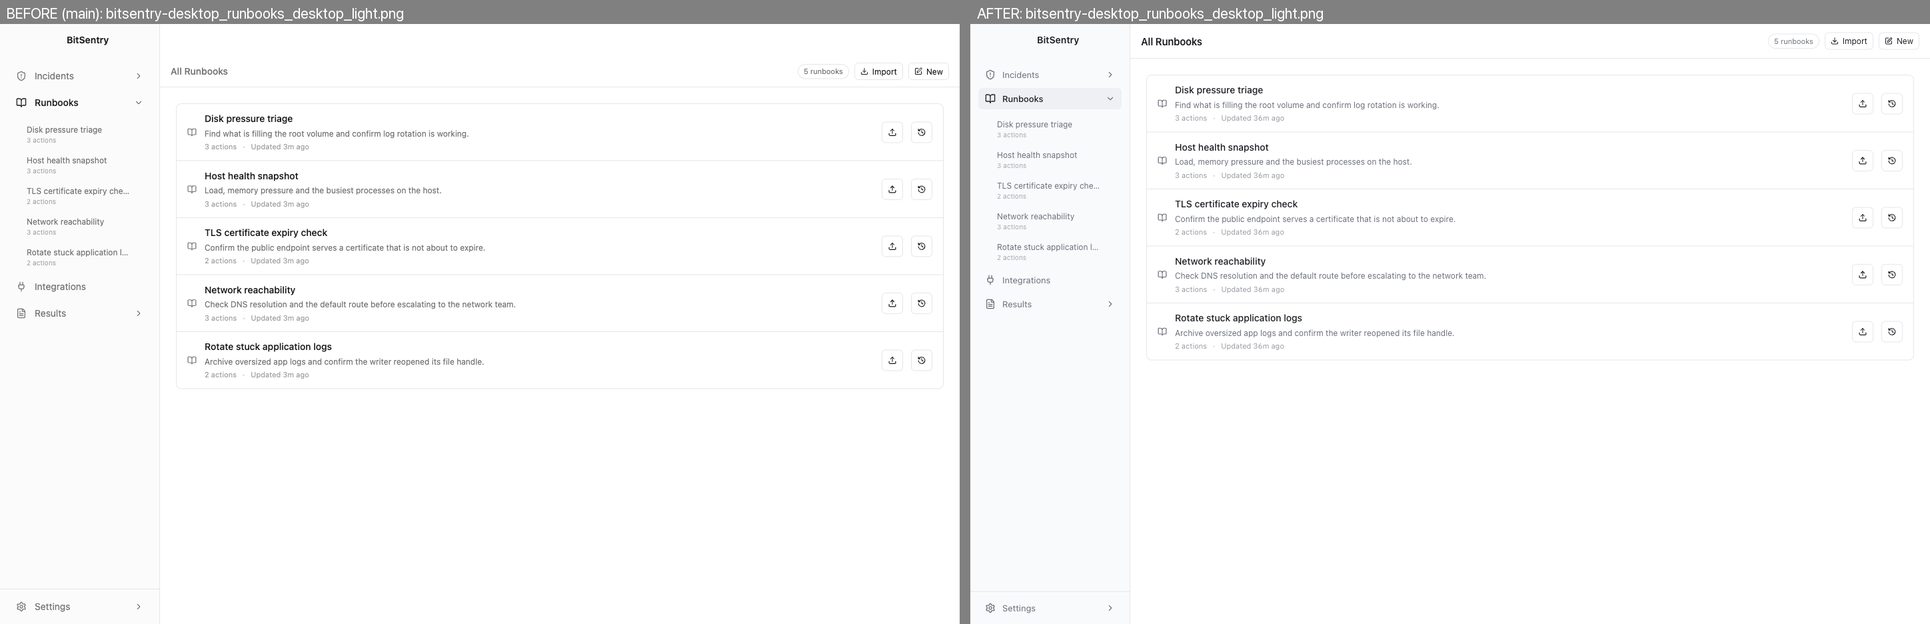 BEFORE (main): bitsentry-desktop_runbooks_desktop_light.png
BitSentry
Incidents
Runbooks
Disk pressure triage
3 actions
Host health snapshot
3 actions
TLS certificate expiry che...
2 actions
Network reachability
3 actions
Rotate stuck application l...
2 actions
Integrations
Results
Settings
All Runbooks
5 runbooks
Import
New
Disk pressure triage
Find what is filling the root volume and confirm log rotation is working.
3 actions · Updated 3m ago
Host health snapshot
Load, memory pressure and the busiest processes on the host.
3 actions · Updated 3m ago
TLS certificate expiry check
Confirm the public endpoint serves a certificate that is not about to expire.
2 actions · Updated 3m ago
Network reachability
Check DNS resolution and the default route before escalating to the network team.
3 actions · Updated 3m ago
Rotate stuck application logs
Archive oversized app logs and confirm the writer reopened its file handle.
2 actions · Updated 3m ago
AFTER: bitsentry-desktop_runbooks_desktop_light.png
BitSentry
Incidents
Runbooks
Disk pressure triage
3 actions
Host health snapshot
3 actions
TLS certificate expiry che...
2 actions
Network reachability
3 actions
Rotate stuck application l...
2 actions
Integrations
Results
Settings
All Runbooks
5 runbooks
Import
New
Disk pressure triage
Find what is filling the root volume and confirm log rotation is working.
3 actions · Updated 36m ago
Host health snapshot
Load, memory pressure and the busiest processes on the host.
3 actions · Updated 36m ago
TLS certificate expiry check
Confirm the public endpoint serves a certificate that is not about to expire.
2 actions · Updated 36m ago
Network reachability
Check DNS resolution and the default route before escalating to the network team.
3 actions · Updated 36m ago
Rotate stuck application logs
Archive oversized app logs and confirm the writer reopened its file handle.
2 actions · Updated 36m ago